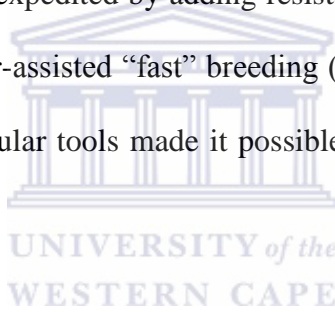 expedited by adding resist
r-assisted “fast” breeding (
ular tools made it possible
UNIVERSITY of the
WESTERN CAPE